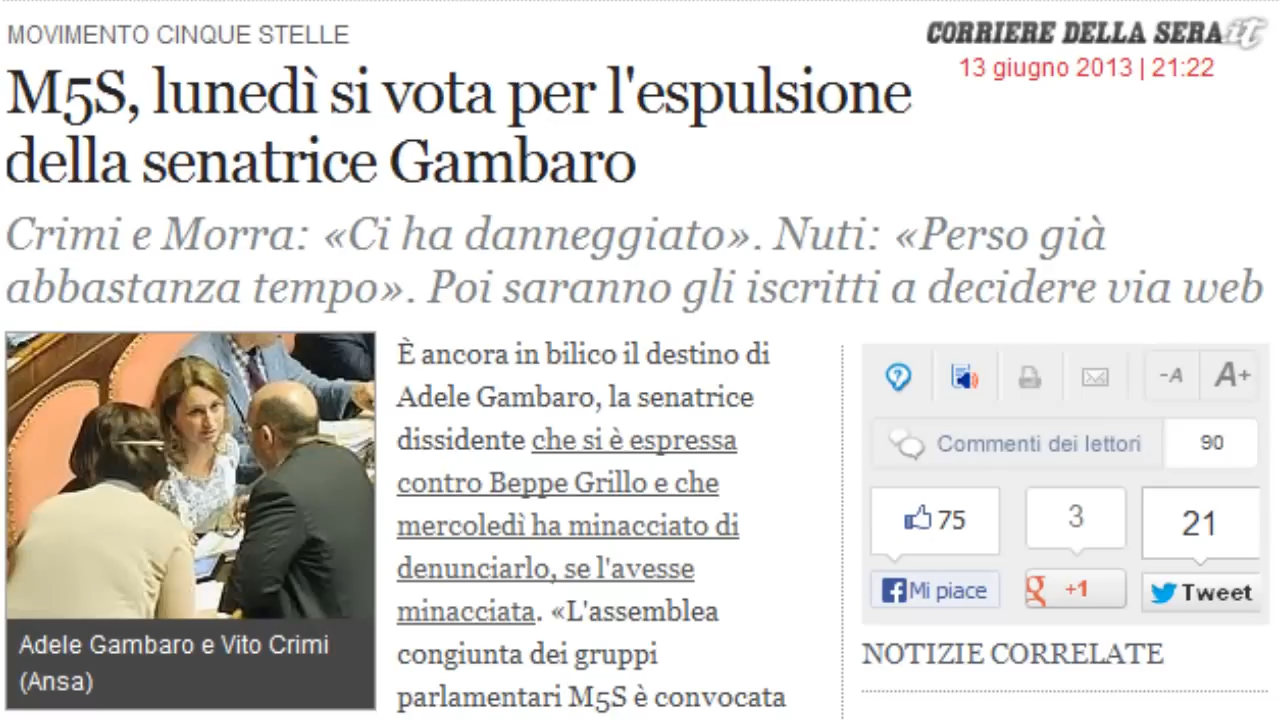 MOVIMENTO CINQUE STELLE
CORRIERE DELLA SERA it
13 giugno 2013 | 21:22
M5S, lunedì si vota per l'espulsione
della senatrice Gambaro
Crimi e Morra: «Ci ha danneggiato». Nuti: «Perso già
abbastanza tempo». Poi saranno gli iscritti a decidere via web
Adele Gambaro e Vito Crimi
(Ansa)
È ancora in bilico il destino di
Adele Gambaro, la senatrice
dissidente che si è espressa
contro Beppe Grillo e che
mercoledì ha minacciato di
denunciarlo, se l'avesse
minacciata. «L'assemblea
congiunta dei gruppi
parlamentari M5S è convocata
-A A+
Commenti dei lettori 90
75 3 21
Mi piace +1 Tweet
NOTIZIE CORRELATE